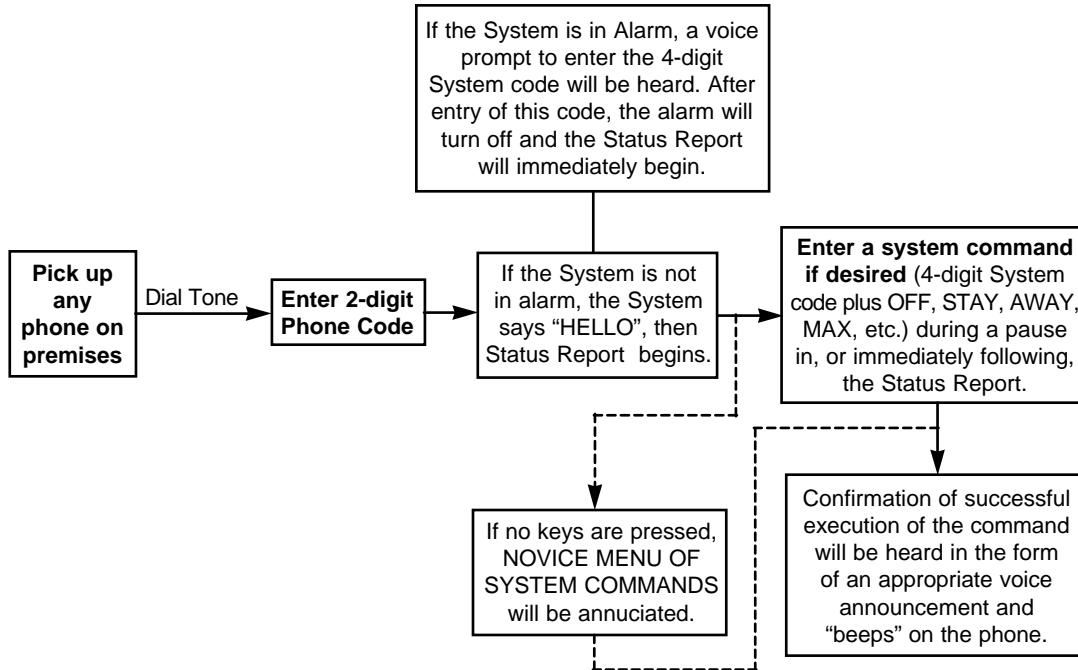 If the System is in Alarm, a voice
prompt to enter the 4-digit
System code will be heard. After
entry of this code, the alarm will
turn off and the Status Report
will immediately begin.
Pick up
any
phone on
premises
Dial Tone
Enter 2-digit
Phone Code
If the System is not
in alarm, the System
says “HELLO”, then
Status Report begins.
Enter a system command
if desired (4-digit System
code plus OFF, STAY, AWAY,
MAX, etc.) during a pause
in, or immediately following,
the Status Report.
If no keys are pressed,
NOVICE MENU OF
SYSTEM COMMANDS
will be annuciated.
Confirmation of successful
execution of the command
will be heard in the form
of an appropriate voice
announcement and
“beeps” on the phone.